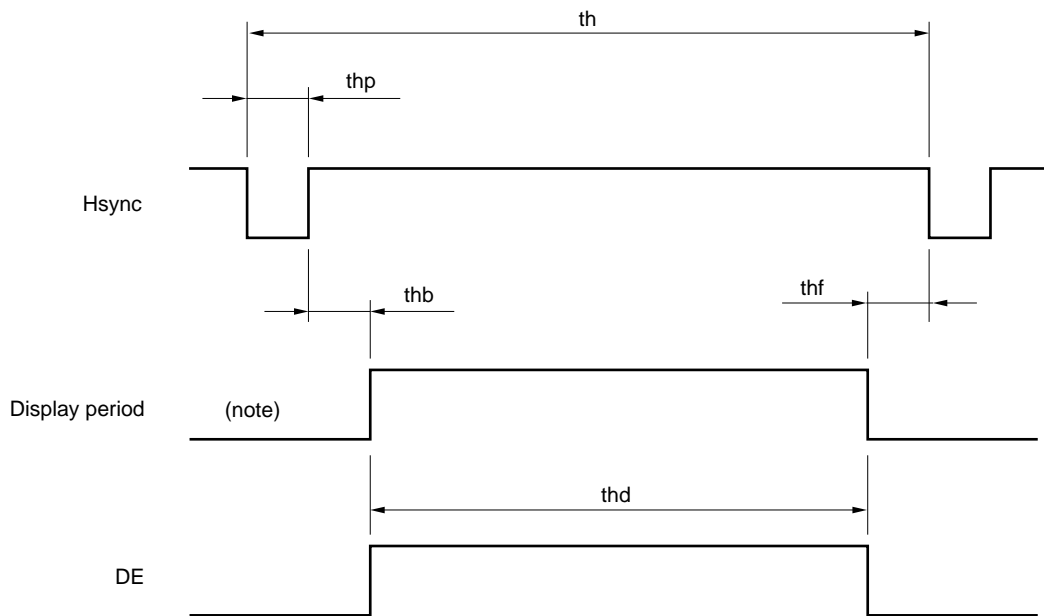 th
thp
Hsync
thb
thf
Display period
(note)
thd
DE